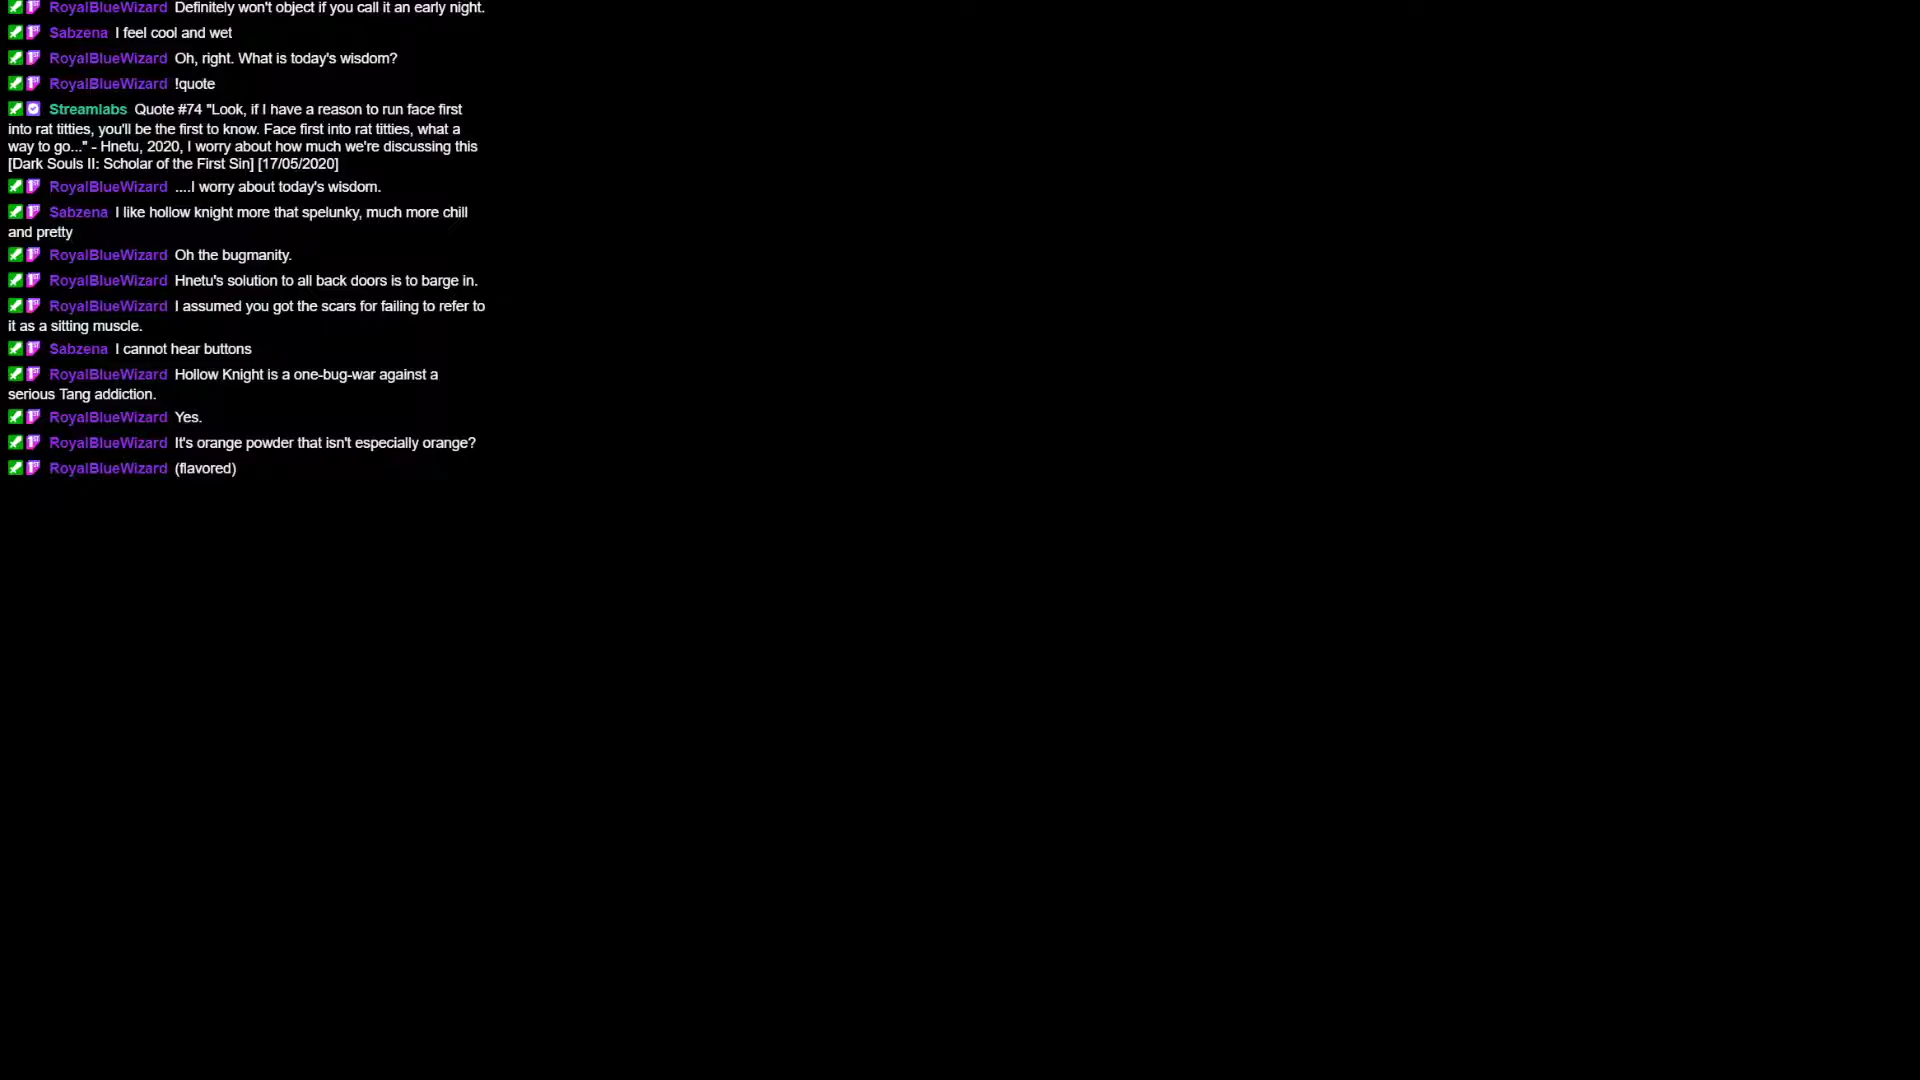 RoyalBlueWizard Definitely won't object if you call it an early night.
Sabzena I feel cool and wet
RoyalBlueWizard Oh, right. What is today's wisdom?
RoyalBlueWizard !quote
Streamlabs Quote #74 "Look, if I have a reason to run face first
into rat titties, you'll be the first to know. Face first into rat titties, what a
way to go..." - Hnetu, 2020, I worry about how much we're discussing this
[Dark Souls II: Scholar of the First Sin] [17/05/2020]
RoyalBlueWizard ....I worry about today's wisdom.
Sabzena I like hollow knight more that spelunky, much more chill
and pretty
RoyalBlueWizard Oh the bugmanity.
RoyalBlueWizard Hnetu's solution to all back doors is to barge in.
RoyalBlueWizard I assumed you got the scars for failing to refer to
it as a sitting muscle.
Sabzena I cannot hear buttons
RoyalBlueWizard Hollow Knight is a one-bug-war against a
serious Tang addiction.
RoyalBlueWizard Yes.
RoyalBlueWizard It's orange powder that isn't especially orange?
RoyalBlueWizard (flavored)